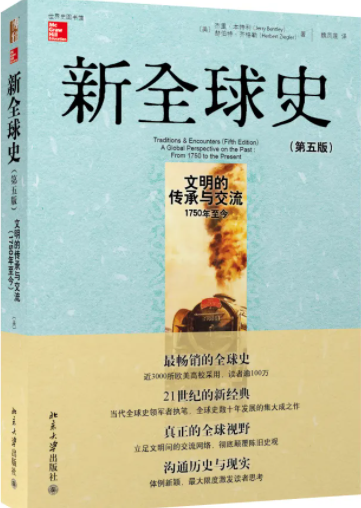 世界史图书馆
Mc
Graw
Hill
Education
[美] 杰里·本特利 (Jerry Bentley)
赫伯特·齐格勒 (Herbert Ziegler) 著
魏凤莲 译
新全球史
(第五版)
Traditions & Encounters (Fifth Edition)
A Global Perspective on the Past :
From 1750 to the Present
文明的
传承与交流
1750年至今
最畅销的全球史
近3000所欧美高校采用，读者逾100万
21世纪的新经典
当代全球史领军者执笔，全球史数十年发展的集大成之作
真正的全球视野
立足文明间的交流网络，彻底颠覆陈旧史观
沟通历史与现实
体例新颖，最大限度激发读者思考
北京大学出版社
新全球史
(第五版)
文明的传承与交流
(1750年至今)
北京大学出版社